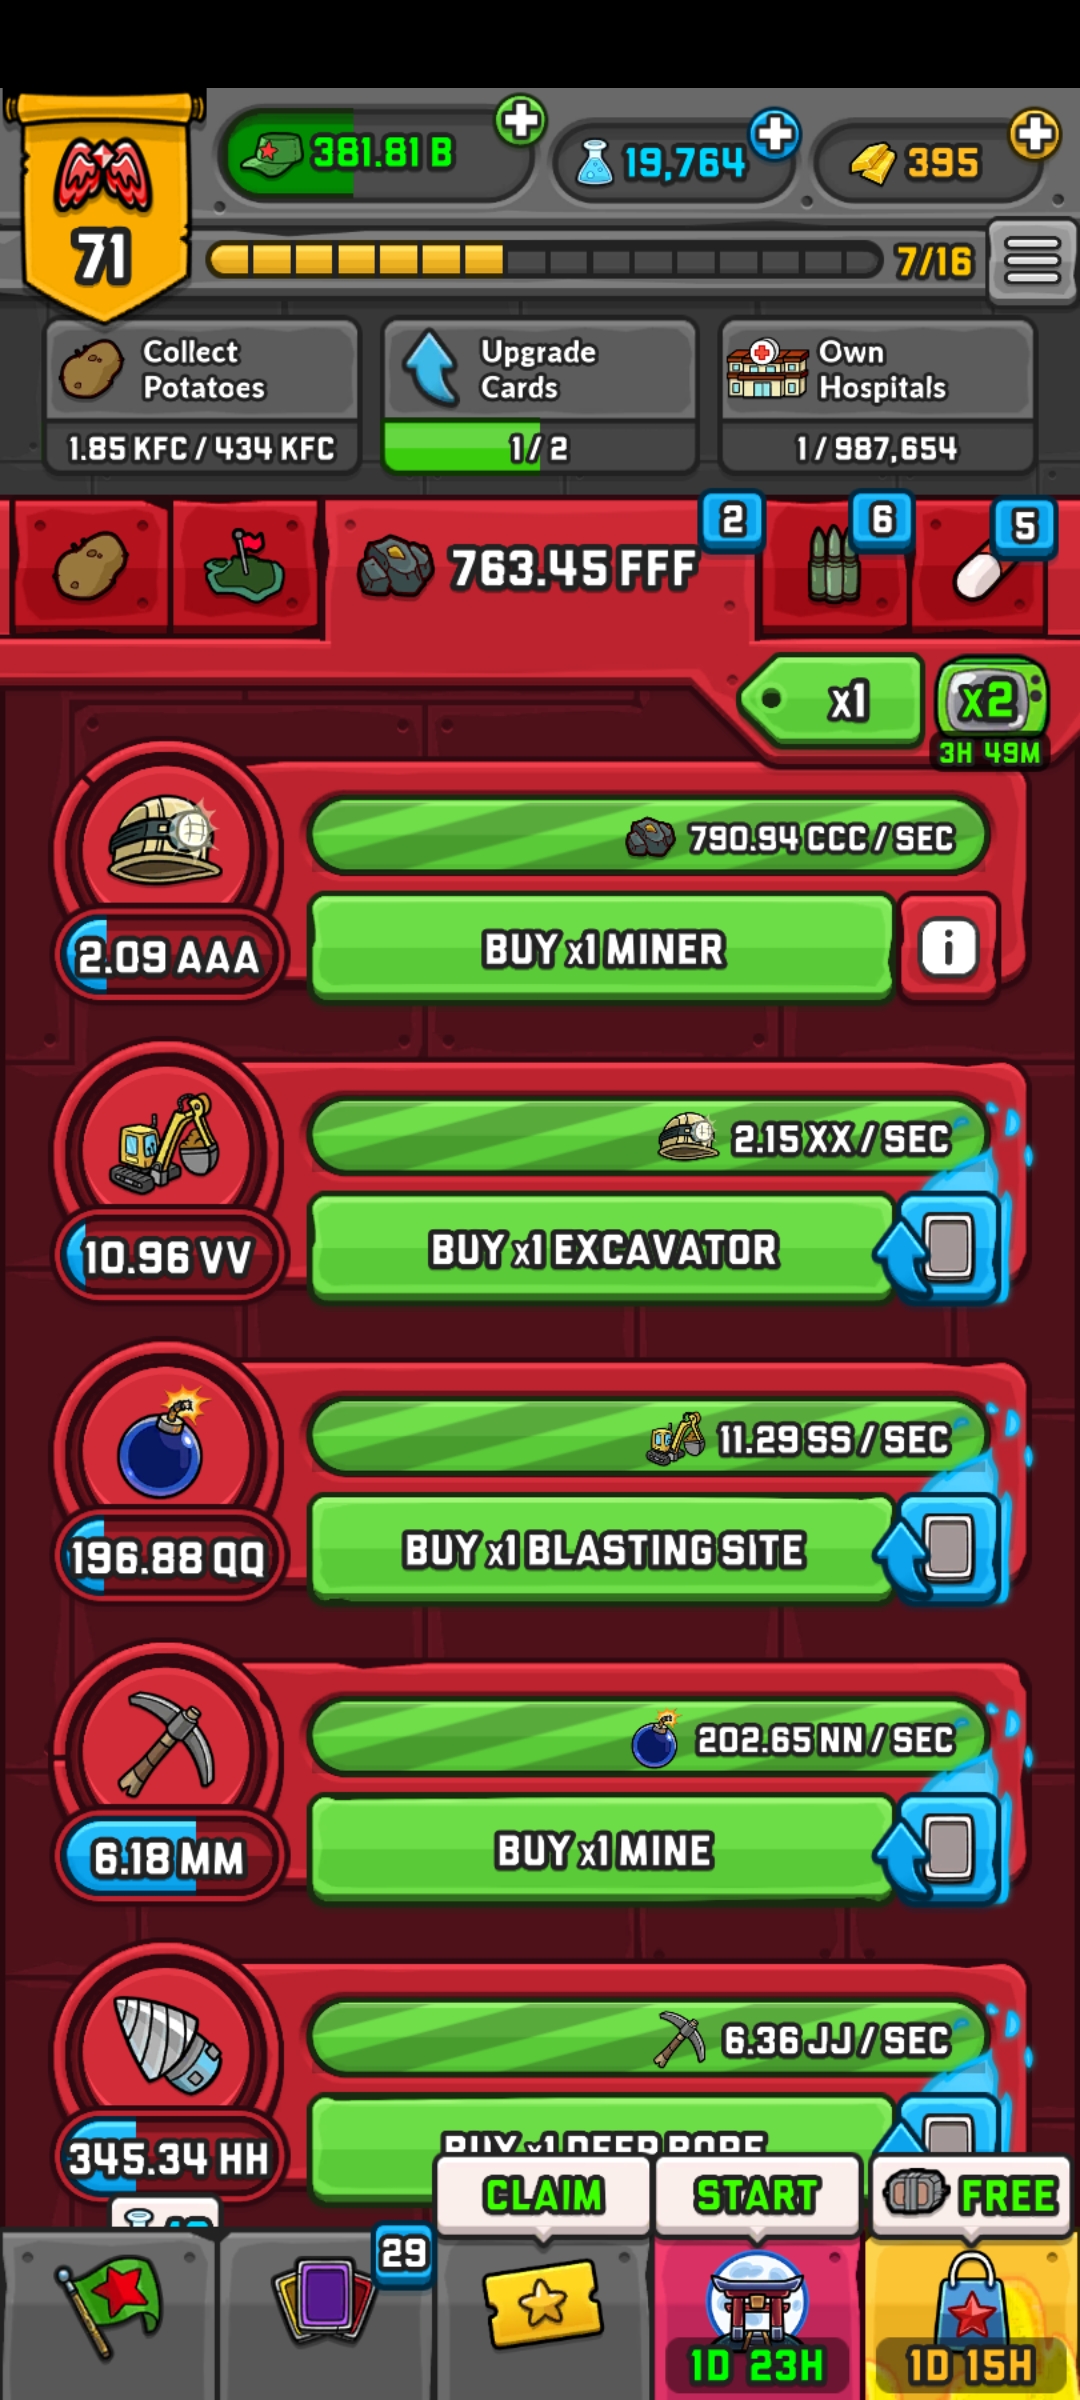 71
381.81 B
19,764
395
7/16
Collect
Potatoes
1.85 KFC / 434 KFC
Upgrade
Cards
1 / 2
Own
Hospitals
1 / 987,654
763.45 FFF
2
6
5
x1
x2
3H 49M
790.94 CCC / SEC
BUY x1 MINER
i
2.09 AAA
2.15 XX / SEC
BUY x1 EXCAVATOR
10.96 VV
11.29 SS / SEC
BUY x1 BLASTING SITE
196.88 QQ
202.65 NN / SEC
BUY x1 MINE
6.18 MM
6.36 JJ / SEC
BUY x1 DEEP BORE
345.34 HH
CLAIM
START
FREE
29
1D 23H
1D 15H